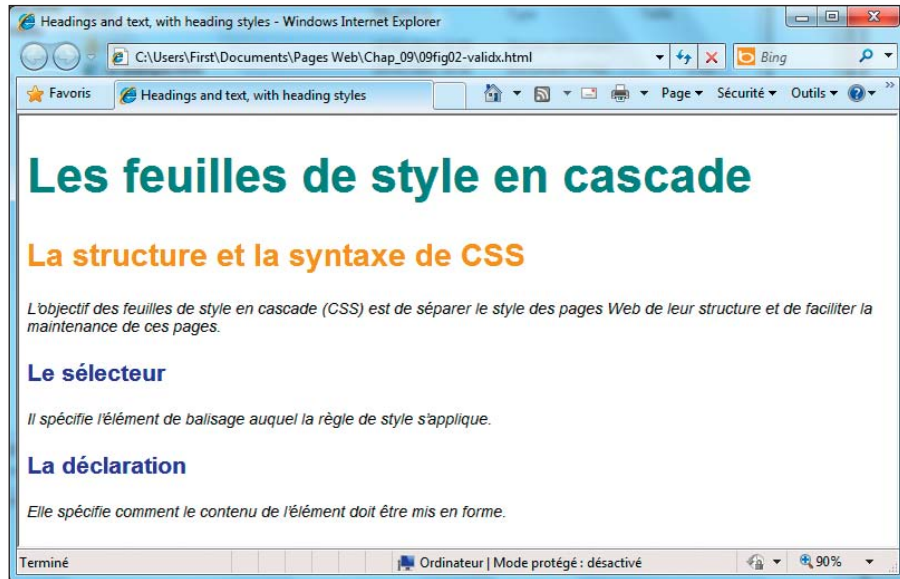 Headings and text, with heading styles - Windows Internet Explorer
C:\Users\First\Documents\Pages Web\Chap_09\09fig02-validx.html
Bing
Favoris
Headings and text, with heading styles
Page
Sécurité
Outils
Les feuilles de style en cascade
La structure et la syntaxe de CSS
L'objectif des feuilles de style en cascade (CSS) est de séparer le style des pages Web de leur structure et de faciliter la
maintenance de ces pages.
Le sélecteur
Il spécifie l'élément de balisage auquel la règle de style s'applique.
La déclaration
Elle spécifie comment le contenu de l'élément doit être mis en forme.
Terminé
Ordinateur | Mode protégé : désactivé
90%